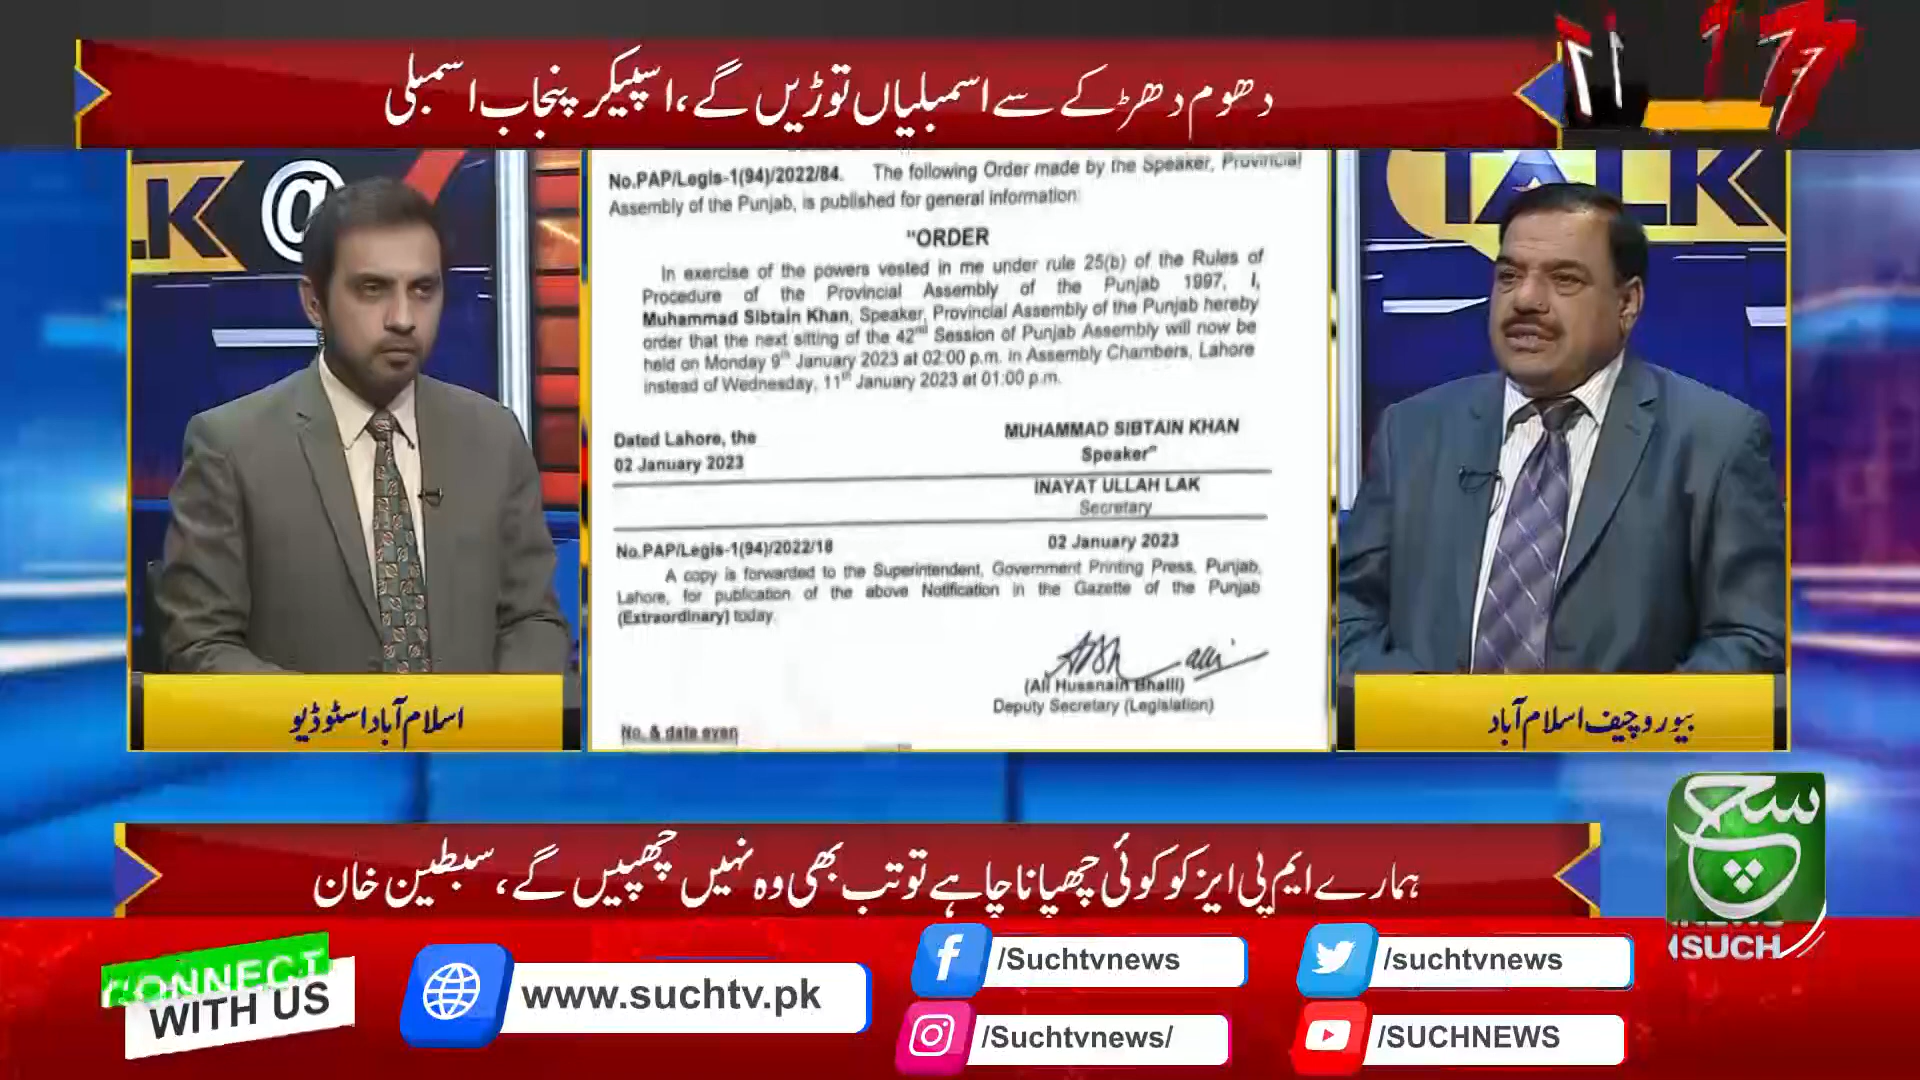 دھوم دھڑکے سے اسمبلیاں توڑیں گے، اسپیکر پنجاب اسمبلی
LK @
TALK
No.PAP/Legis-1(94)/2022/84. The following Order made by the Speaker, Provincial
Assembly of the Punjab, is published for general information:
"ORDER
In exercise of the powers vested in me under rule 25(b) of the Rules of
Procedure of the Provincial Assembly of the Punjab 1997, I,
Muhammad Sibtain Khan, Speaker, Provincial Assembly of the Punjab hereby
order that the next sitting of the 42nd Session of Punjab Assembly will now be
held on Monday 9th January 2023 at 02:00 p.m. in Assembly Chambers, Lahore
instead of Wednesday, 11th January 2023 at 01:00 p.m.
Dated Lahore, the
02 January 2023
MUHAMMAD SIBTAIN KHAN
Speaker"
INAYAT ULLAH LAK
Secretary
No.PAP/Legis-1(94)/2022/18
02 January 2023
A copy is forwarded to the Superintendent, Government Printing Press, Punjab,
Lahore, for publication of the above Notification in the Gazette of the Punjab
(Extraordinary) today.
(Ali Hussnain Bhalli)
Deputy Secretary (Legislation)
No. & date even
اسلام آباد اسٹوڈیو
بیورو چیف اسلام آباد
ہمارے ایم پی ایز کو کوئی چھپانا چاہے تو تب بھی وہ نہیں چھپیں گے، سبطین خان
سچ
SUCH
CONNECT
WITH US
www.suchtv.pk
/Suchtvnews
/suchtvnews
/Suchtvnews/
/SUCHNEWS